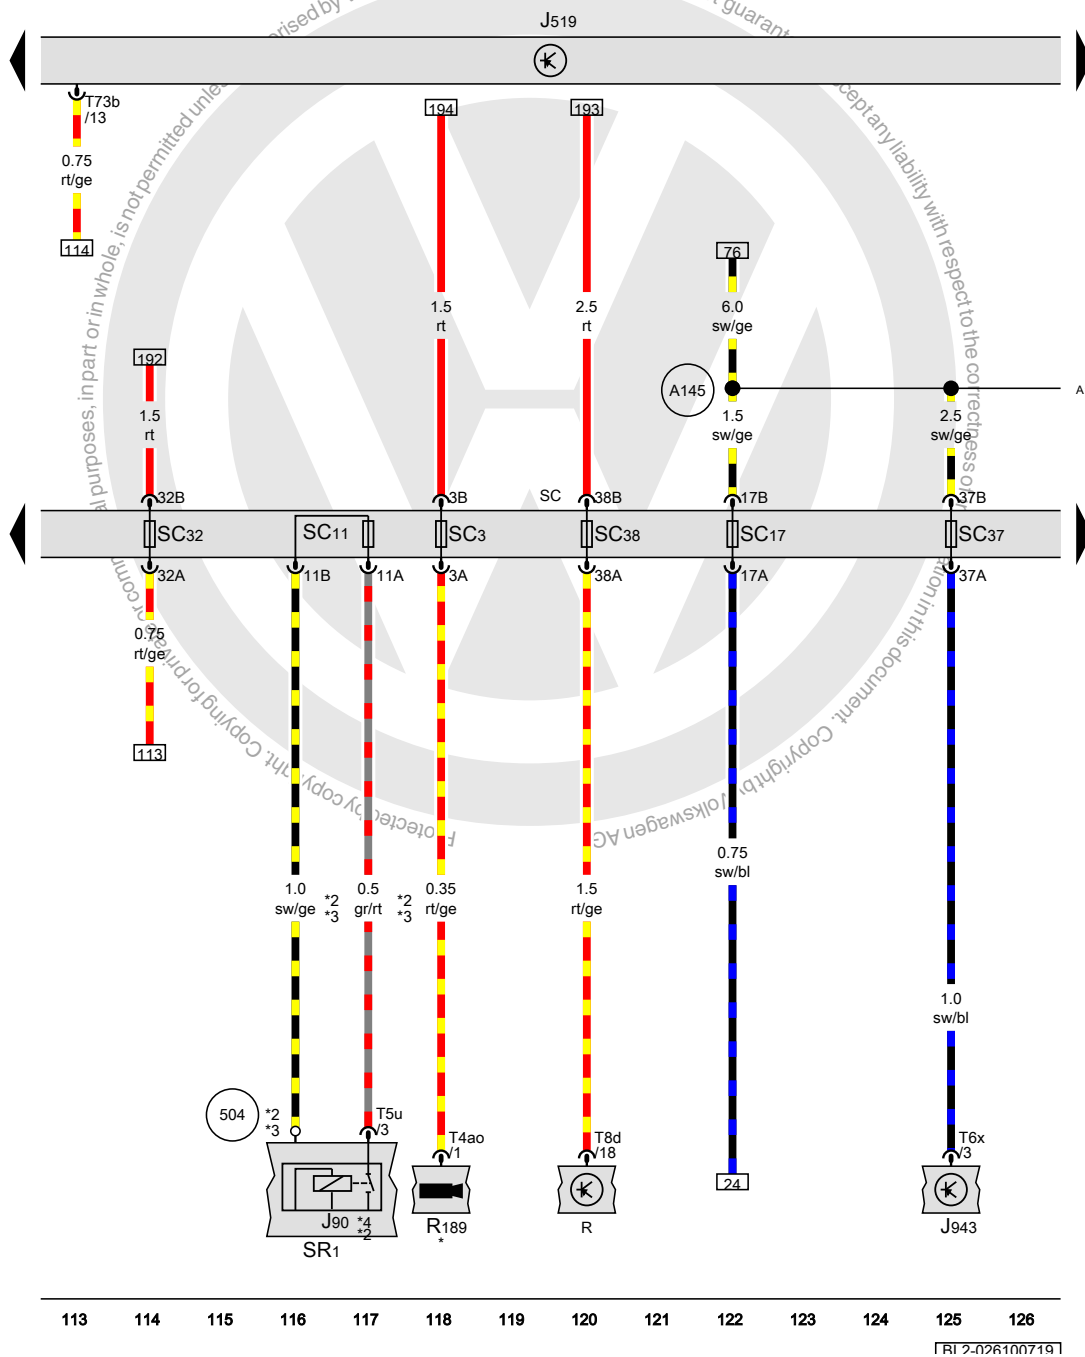 J519
T73b
/13
0.75
rt/ge
114
194
193
76
1.5
rt
2.5
rt
6.0
sw/ge
192
A145
A
1.5
rt
1.5
sw/ge
2.5
sw/ge
32B
3B
SC
38B
17B
37B
SC32
SC11
SC3
SC38
SC17
SC37
32A
11B
11A
3A
38A
17A
37A
0.75
rt/ge
113
0.75
sw/bl
1.0
sw/ge
*2
*3
0.5
gr/rt
*2
*3
0.35
rt/ge
1.5
rt/ge
1.0
sw/bl
504
*2
*3
T5u
/3
T4ao
/1
T8d
/18
T6x
/3
24
J90
*4
*2
SR1
R189
*
R
J943
113 114 115 116 117 118 119 120 121 122 123 124 125 126
BL2-026100719